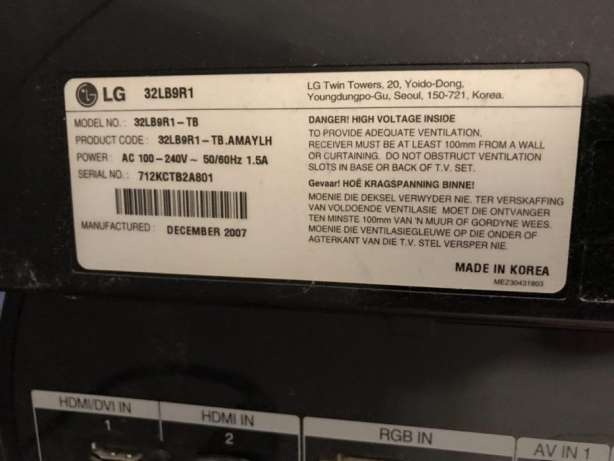 LG 32LB9R1
LG Twin Towers, 20, Yoido-Dong,
Youngdungpo-Gu, Seoul, 150-721, Korea.
MODEL NO. : 32LB9R1-TB
PRODUCT CODE : 32LB9R1-TB.AMAYLH
POWER : AC 100-240V ~ 50/60Hz 1.5A
SERIAL NO. : 712KCTB2A801
MANUFACTURED : DECEMBER 2007
DANGER! HIGH VOLTAGE INSIDE
TO PROVIDE ADEQUATE VENTILATION,
RECEIVER MUST BE AT LEAST 100mm FROM A WALL
OR CURTAINING. DO NOT OBSTRUCT VENTILATION
SLOTS IN BASE OR BACK OF T.V. SET.
Gevaar! HOË KRAGSPANNING BINNE!
MOENIE DIE DEKSEL VERWYDER NIE. TER VERSKAFFING
VAN VOLDOENDE VENTILASIE MOET DIE ONTVANGER
TEN MINSTE 100mm VAN 'N MUUR OF GORDYNE WEES.
MOENIE DIE VENTILASIEGLEUWE OP DIE ONDER OF
AGTERKANT VAN DIE T.V. STEL VERSPER NIE.
MADE IN KOREA
MEZ30431803
HDMI/DVI IN
1
HDMI IN
2
RGB IN
AV IN 1